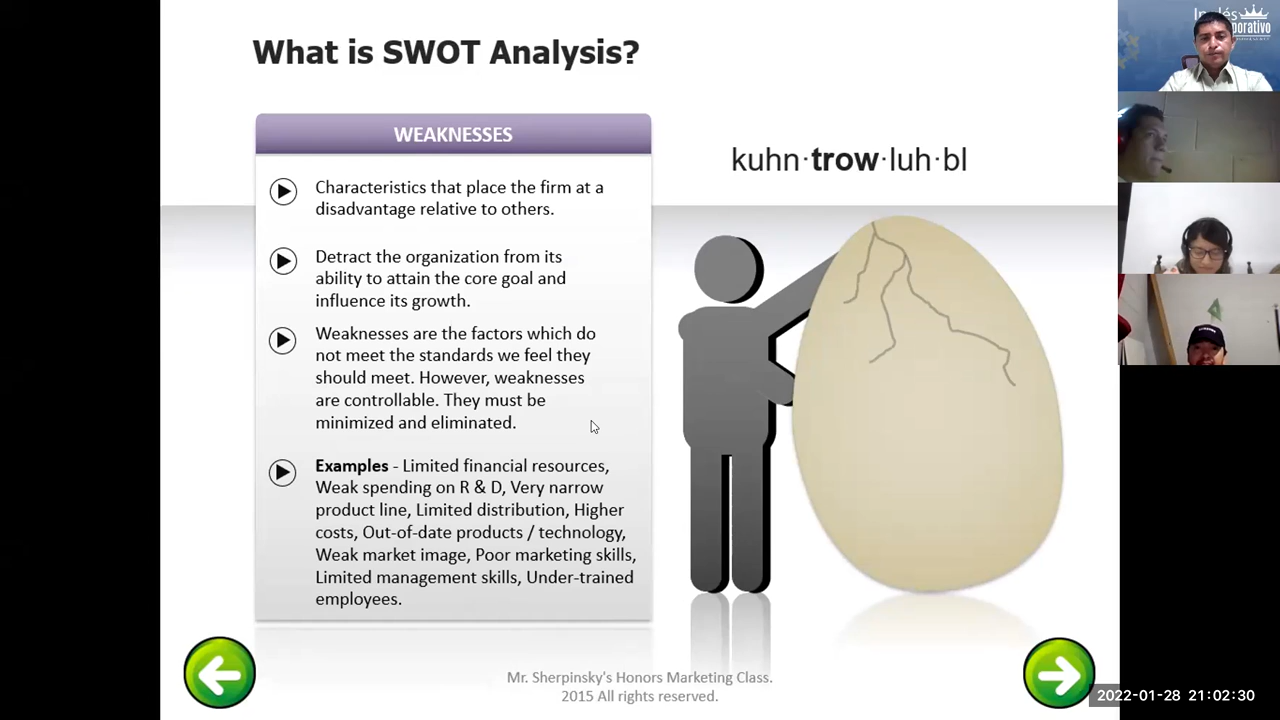 What is SWOT Analysis?
WEAKNESSES
Characteristics that place the firm at a
disadvantage relative to others.
Detract the organization from its
ability to attain the core goal and
influence its growth.
Weaknesses are the factors which do
not meet the standards we feel they
should meet. However, weaknesses
are controllable. They must be
minimized and eliminated.
Examples - Limited financial resources,
Weak spending on R & D, Very narrow
product line, Limited distribution, Higher
costs, Out-of-date products / technology,
Weak market image, Poor marketing skills,
Limited management skills, Under-trained
employees.
kuhn·trow·luh·bl
Mr. Sherpinsky's Honors Marketing Class.
2015 All rights reserved.
2022-01-28 21:02:30